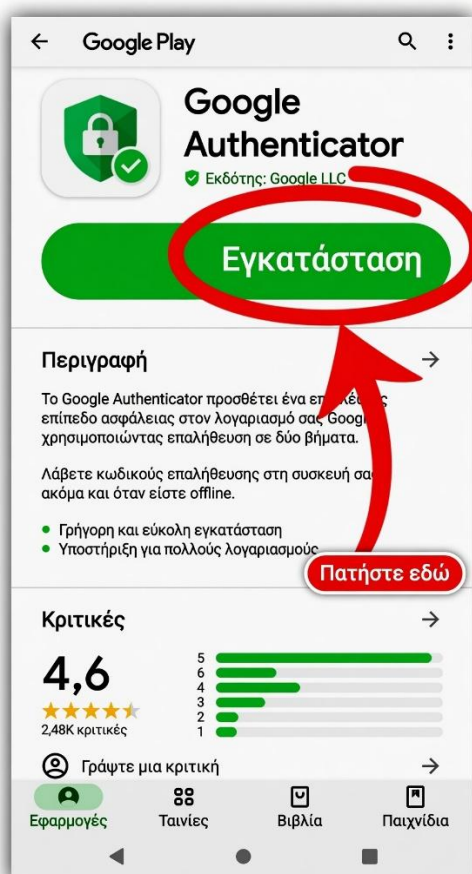 Google Play
Google
Authenticator
Εκδότης: Google LLC
Εγκατάσταση
Περιγραφή
Το Google Authenticator προσθέτει ένα
επίπεδο ασφάλειας στον λογαριασμό σας Google
χρησιμοποιώντας επαλήθευση σε δύο βήματα.
Λάβετε κωδικούς επαλήθευσης στη συσκευή σας
ακόμα και όταν είστε offline.
Γρήγορη και εύκολη εγκατάσταση
Υποστήριξη για πολλούς λογαριασμούς
Πατήστε εδώ
Κριτικές
4,6
5
6
4
3
2
1
2,48K κριτικές
Γράψτε μια κριτική
Εφαρμογές
Ταινίες
Βιβλία
Παιχνίδια